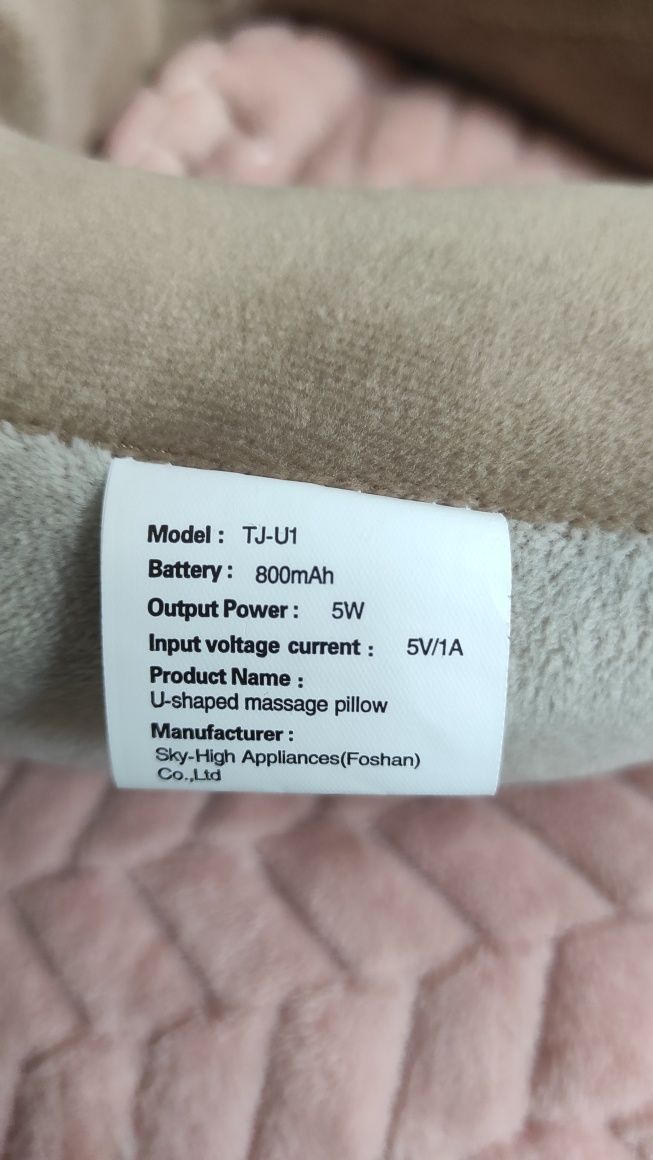 Model : TJ-U1
Battery : 800mAh
Output Power : 5W
Input voltage current : 5V/1A
Product Name :
U-shaped massage pillow
Manufacturer :
Sky-High Appliances(Foshan)
Co.,Ltd